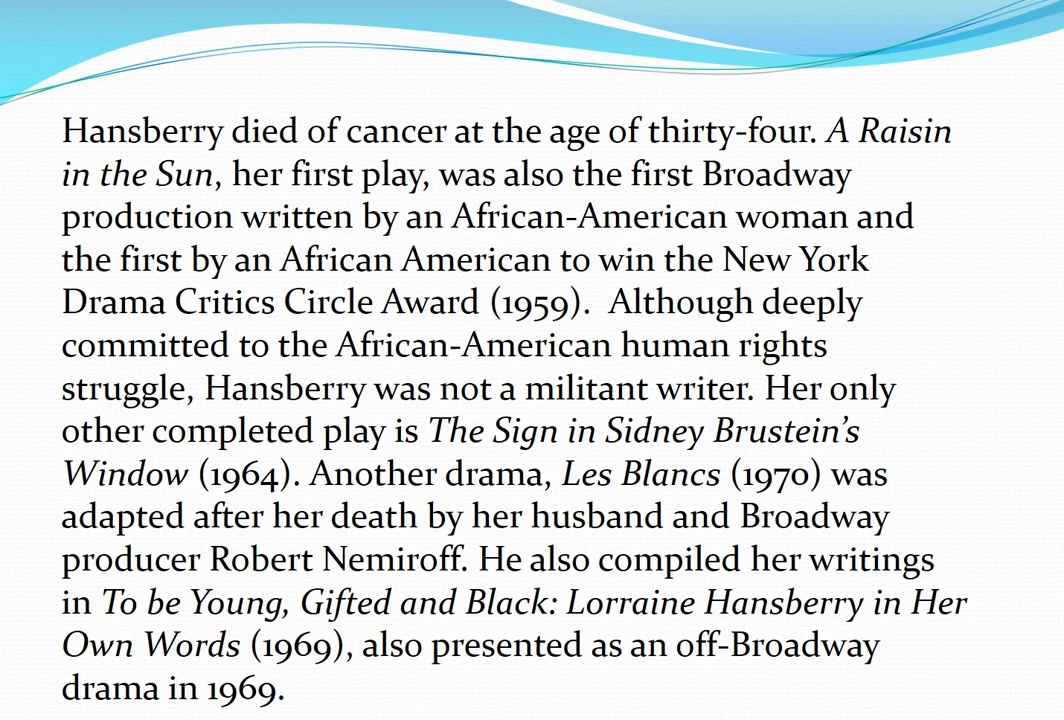 Hansberry died of cancer at the age of thirty-four. A Raisin
in the Sun, her first play, was also the first Broadway
production written by an African-American woman and
the first by an African American to win the New York
Drama Critics Circle Award (1959).  Although deeply
committed to the African-American human rights
struggle, Hansberry was not a militant writer. Her only
other completed play is The Sign in Sidney Brustein’s
Window (1964). Another drama, Les Blancs (1970) was
adapted after her death by her husband and Broadway
producer Robert Nemiroff. He also compiled her writings
in To be Young, Gifted and Black: Lorraine Hansberry in Her
Own Words (1969), also presented as an off-Broadway
drama in 1969.